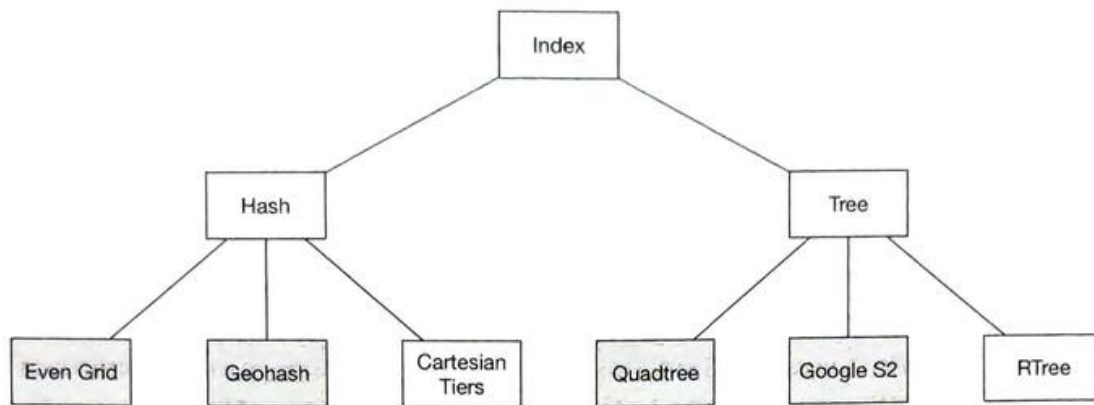 Index
Hash
Tree
Even Grid
Geohash
Cartesian
Tiers
Quadtree
Google S2
RTree